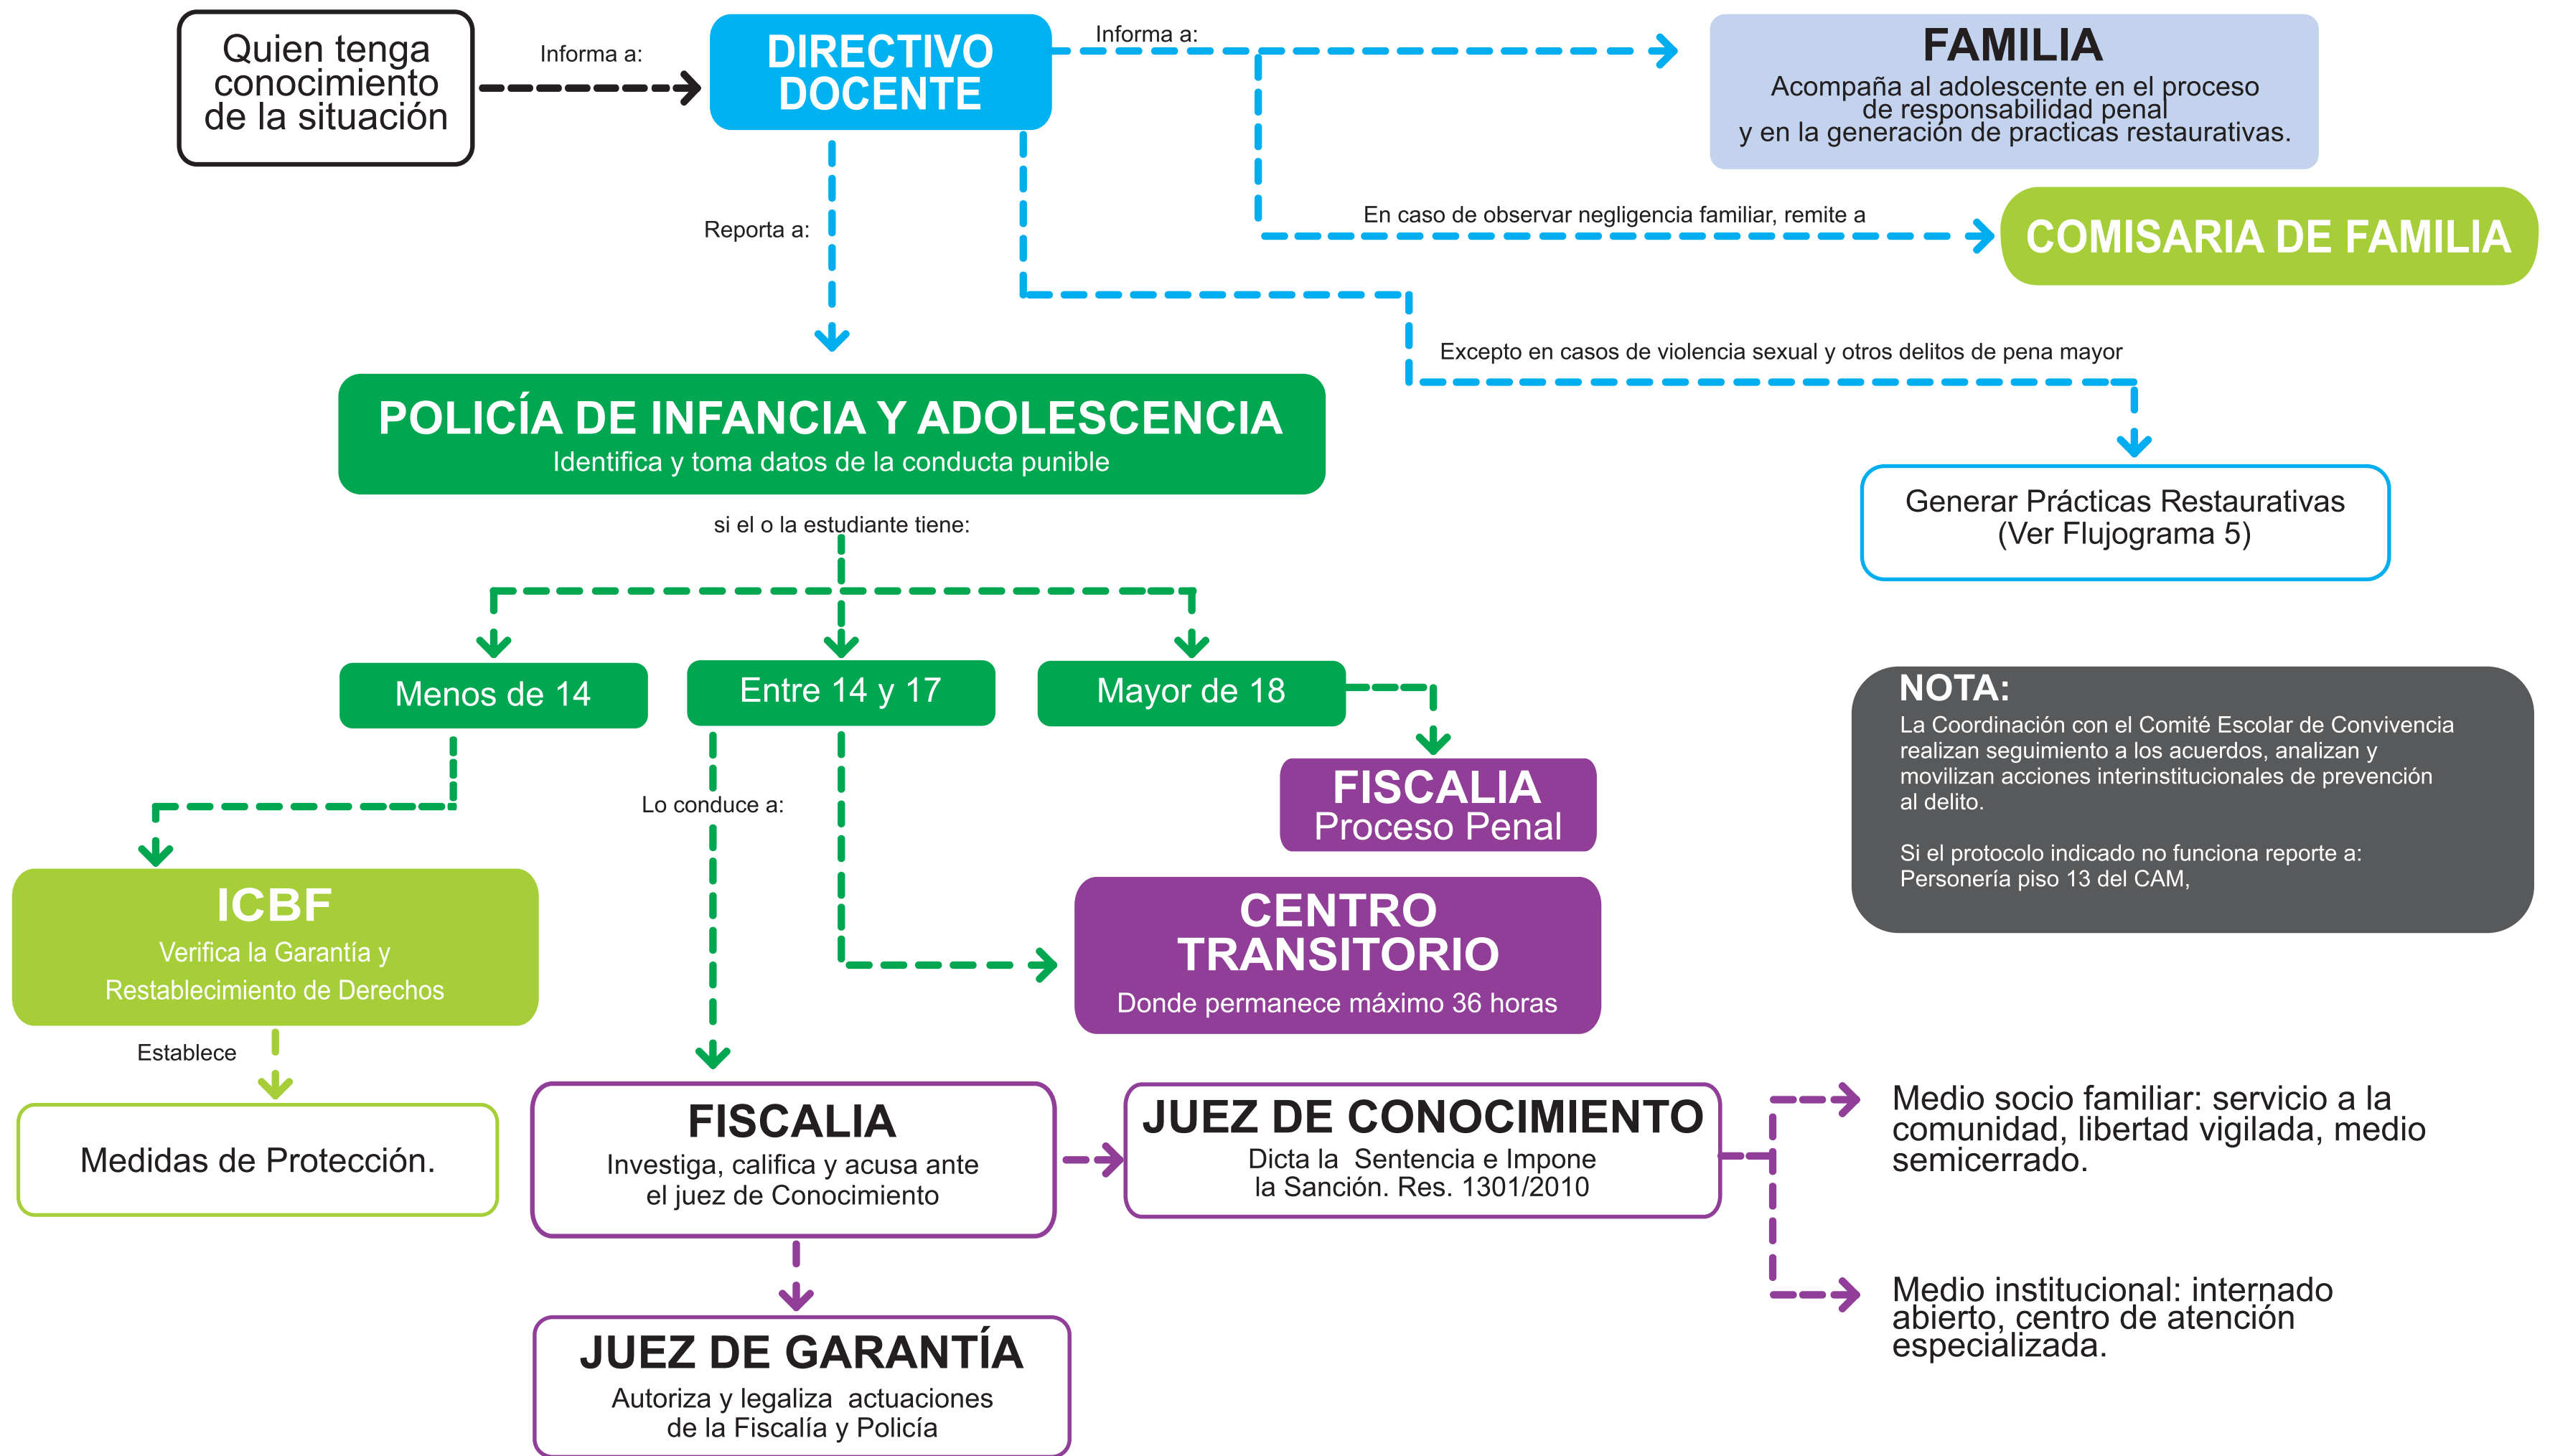 Quien tenga
conocimiento
de la situación
Informa a:
DIRECTIVO
DOCENTE
Informa a:
FAMILIA
Acompaña al adolescente en el proceso
de responsabilidad penal
y en la generación de practicas restaurativas.
En caso de observar negligencia familiar, remite a
COMISARIA DE FAMILIA
Reporta a:
Excepto en casos de violencia sexual y otros delitos de pena mayor
Generar Prácticas Restaurativas
(Ver Flujograma 5)
POLICÍA DE INFANCIA Y ADOLESCENCIA
Identifica y toma datos de la conducta punible
si el o la estudiante tiene:
Menos de 14
Entre 14 y 17
Mayor de 18
FISCALIA
Proceso Penal
NOTA:
La Coordinación con el Comité Escolar de Convivencia
realizan seguimiento a los acuerdos, analizan y
movilizan acciones interinstitucionales de prevención
al delito.
Si el protocolo indicado no funciona reporte a:
Personería piso 13 del CAM,
Lo conduce a:
ICBF
Verifica la Garantía y
Restablecimiento de Derechos
CENTRO
TRANSITORIO
Donde permanece máximo 36 horas
Establece
Medidas de Protección.
FISCALIA
Investiga, califica y acusa ante
el juez de Conocimiento
JUEZ DE CONOCIMIENTO
Dicta la  Sentencia e Impone
la Sanción. Res. 1301/2010
Medio socio familiar: servicio a la
comunidad, libertad vigilada, medio
semicerrado.
Medio institucional: internado
abierto, centro de atención
especializada.
JUEZ DE GARANTÍA
Autoriza y legaliza  actuaciones
de la Fiscalía y Policía